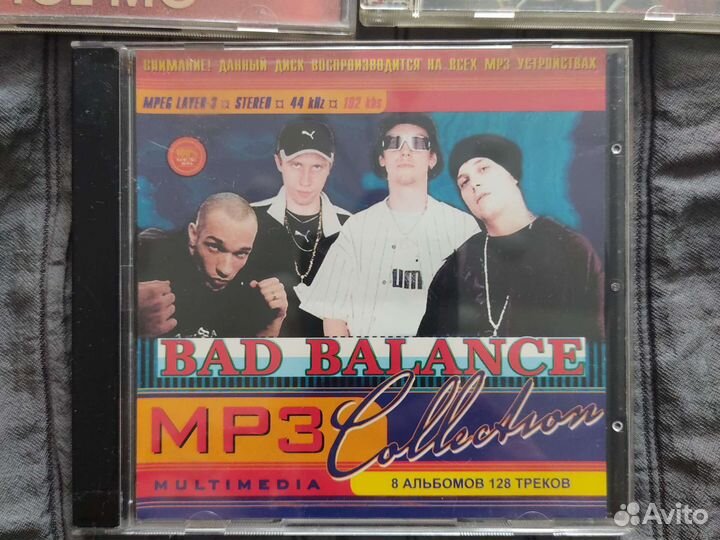 ВНИМАНИЕ! ДАННЫЙ ДИСК ВОСПРОИЗВОДИТСЯ НА ВСЕХ MP3 УСТРОЙСТВАХ
MPEG LAYER-3 ¤ STEREO ¤ 44 kHz ¤ 192 kbs
um
BAD BALANCE
MP3 Collection
MULTIMEDIA
8 АЛЬБОМОВ 128 ТРЕКОВ
Avito